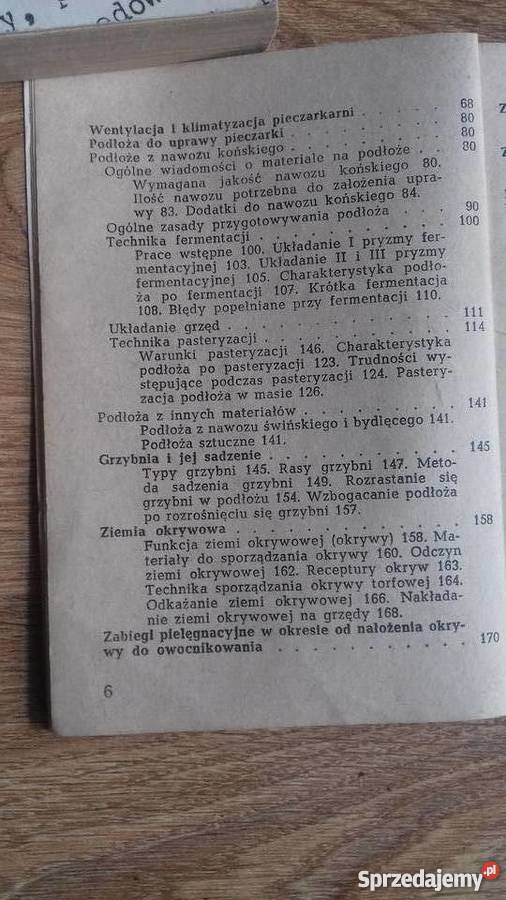 Wentylacja i klimatyzacja pieczarkarni . . . . . 68
Podłoża do uprawy pieczarki . . . . . . . . 80
Podłoże z nawozu końskiego . . . . . . . . 80
Ogólne wiadomości o materiale na podłoże . . 80
Wymagana jakość nawozu końskiego 80.
Ilość nawozu potrzebna do założenia upra-
wy 83. Dodatki do nawozu końskiego 84.
Ogólne zasady przygotowywania podłoża . . . 90
Technika fermentacji . . . . . . . . . . 100
Prace wstępne 100. Układanie I pryzmy fer-
mentacyjnej 103. Układanie II i III pryzmy
fermentacyjnej 105. Charakterystyka podło-
ża po fermentacji 107. Krótka fermentacja
108. Błędy popełniane przy fermentacji 110.
Układanie grzęd . . . . . . . . . . . 111
Technika pasteryzacji . . . . . . . . . . 114
Warunki pasteryzacji 146. Charakterystyka
podłoża po pasteryzacji 123. Trudności wy-
stępujące podczas pasteryzacji 124. Pastery-
zacja podłoża w masie 126.
Podłoża z innych materiałów . . . . . . . . 141
Podłoża z nawozu świńskiego i bydlęcego 141.
Podłoża sztuczne 141.
Grzybnia i jej sadzenie . . . . . . . . . . 145
Typy grzybni 145. Rasy grzybni 147. Meto-
da sadzenia grzybni 149. Rozrastanie się
grzybni w podłożu 154. Wzbogacanie podłoża
po rozrośnięciu się grzybni 157.
Ziemia okrywowa . . . . . . . . . . . 158
Funkcja ziemi okrywowej (okrywy) 158. Ma-
teriały do sporządzania okrywy 160. Odczyn
ziemi okrywowej 162. Receptury okryw 163.
Technika sporządzania okrywy torfowej 164.
Odkażanie ziemi okrywowej 166. Nakłada-
nie ziemi okrywowej na grzędy 168.
Zabiegi pielęgnacyjne w okresie od nałożenia okry-
wy do owocnikowania . . . . . . . . . . 170
6
Sprzedajemy.pl